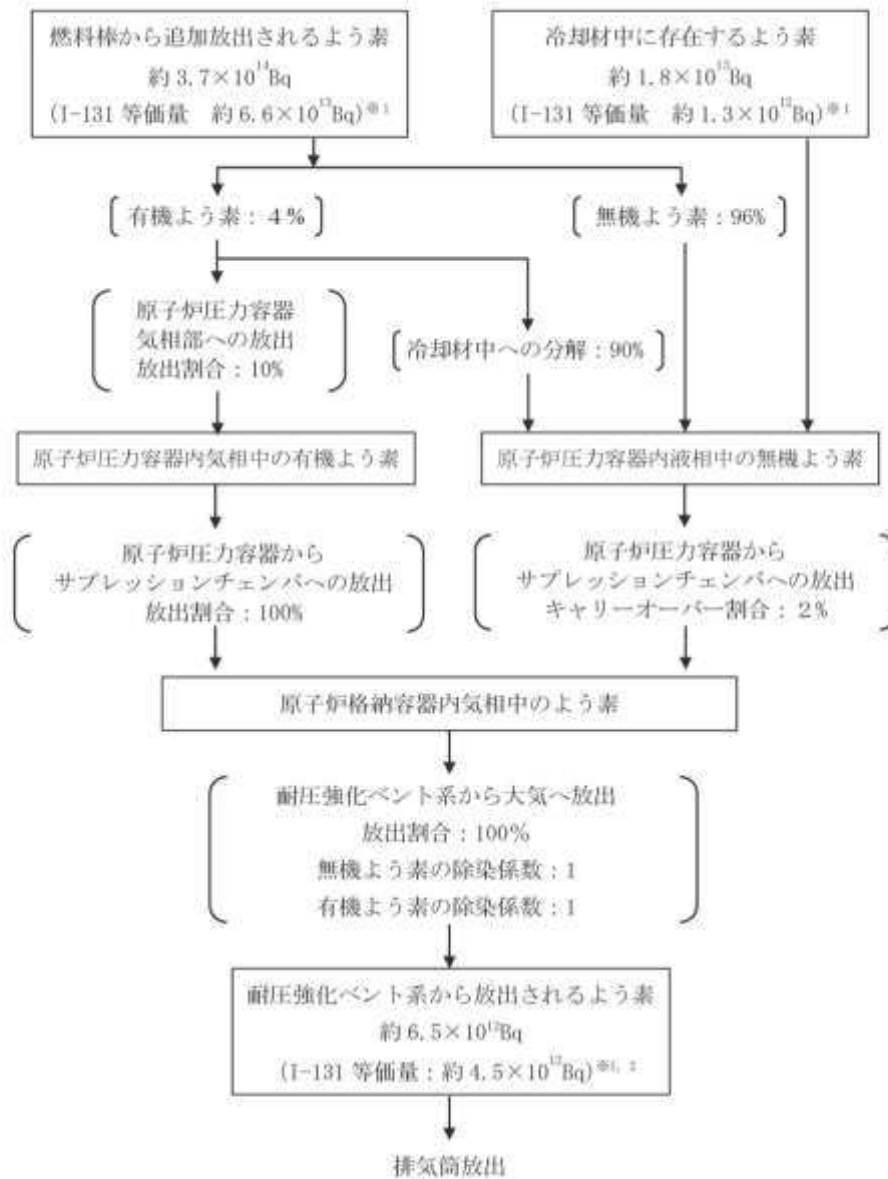 燃料棒から追加放出されるよう素
約3.7×10¹⁴Bq
(I-131 等価量 約6.6×10¹³Bq)※1
冷却材中に存在するよう素
約1.8×10¹³Bq
(I-131 等価量 約1.3×10¹²Bq)※1
有機よう素:4%
無機よう素:96%
原子炉圧力容器
気相部への放出
放出割合:10%
冷却材中への分解:90%
原子炉圧力容器内気相中の有機よう素
原子炉圧力容器内液相中の無機よう素
原子炉圧力容器から
サプレッションチェンバへの放出
放出割合:100%
原子炉圧力容器から
サプレッションチェンバへの放出
キャリーオーバー割合:2%
原子炉格納容器内気相中のよう素
耐圧強化ベント系から大気へ放出
放出割合:100%
無機よう素の除染係数:1
有機よう素の除染係数:1
耐圧強化ベント系から放出されるよう素
約6.5×10¹²Bq
(I-131 等価量:約4.5×10¹²Bq)※1, 2
排気筒放出